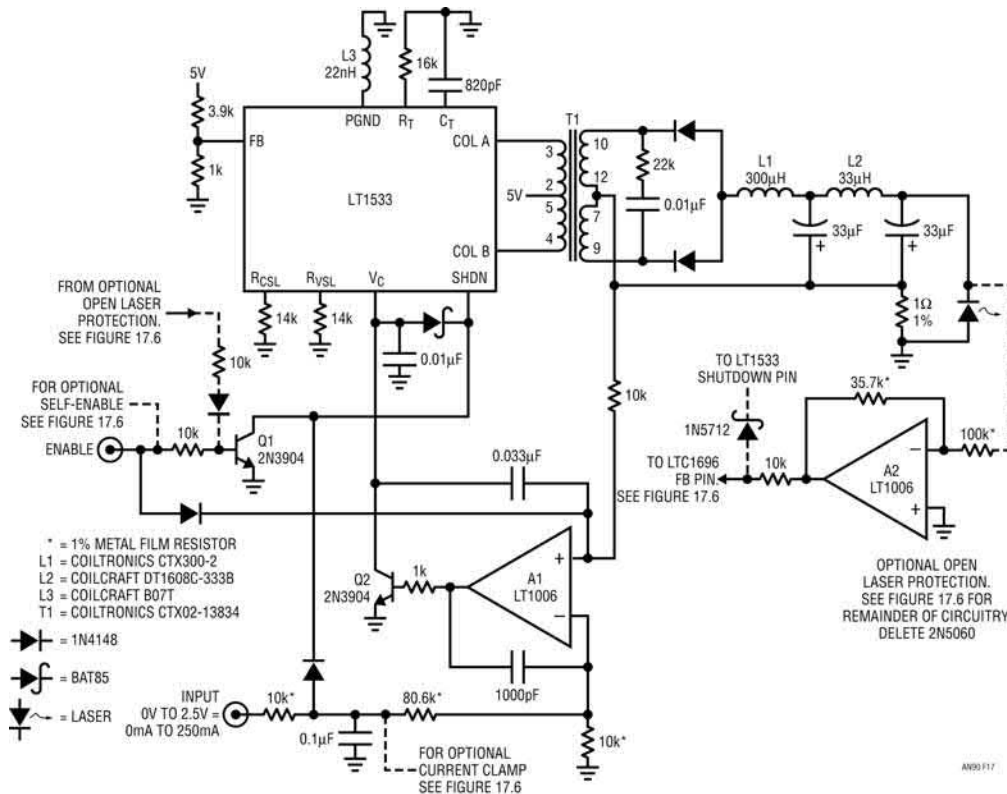 L3
22nH
16k
820pF
5V
3.9k
1k
FB
PGND
RT
CT
COL A
LT1533
COL B
RCSL
RVSL
VC
SHDN
T1
3
2
5
4
10
12
7
9
5V
22k
0.01µF
L1
300µH
L2
33µH
33µF
+
33µF
+
1Ω
1%
14k
14k
0.01µF
FROM OPTIONAL
OPEN LASER
PROTECTION.
SEE FIGURE 17.6
10k
FOR OPTIONAL
SELF-ENABLE
SEE FIGURE 17.6
ENABLE
10k
Q1
2N3904
10k
0.033µF
TO LT1533
SHUTDOWN PIN
1N5712
TO LTC1696
FB PIN.
SEE FIGURE 17.6
10k
35.7k*
100k*
–
A2
LT1006
+
OPTIONAL OPEN
LASER PROTECTION.
SEE FIGURE 17.6 FOR
REMAINDER OF CIRCUITRY
DELETE 2N5060
* = 1% METAL FILM RESISTOR
L1 = COILTRONICS CTX300-2
L2 = COILCRAFT DT1608C-333B
L3 = COILCRAFT B07T
T1 = COILTRONICS CTX02-13834
= 1N4148
= BAT85
= LASER
Q2
2N3904
1k
+
A1
LT1006
–
1000pF
INPUT
0V TO 2.5V =
0mA TO 250mA
10k*
0.1µF
80.6k*
10k*
FOR OPTIONAL
CURRENT CLAMP
SEE FIGURE 17.6
AN90 F17